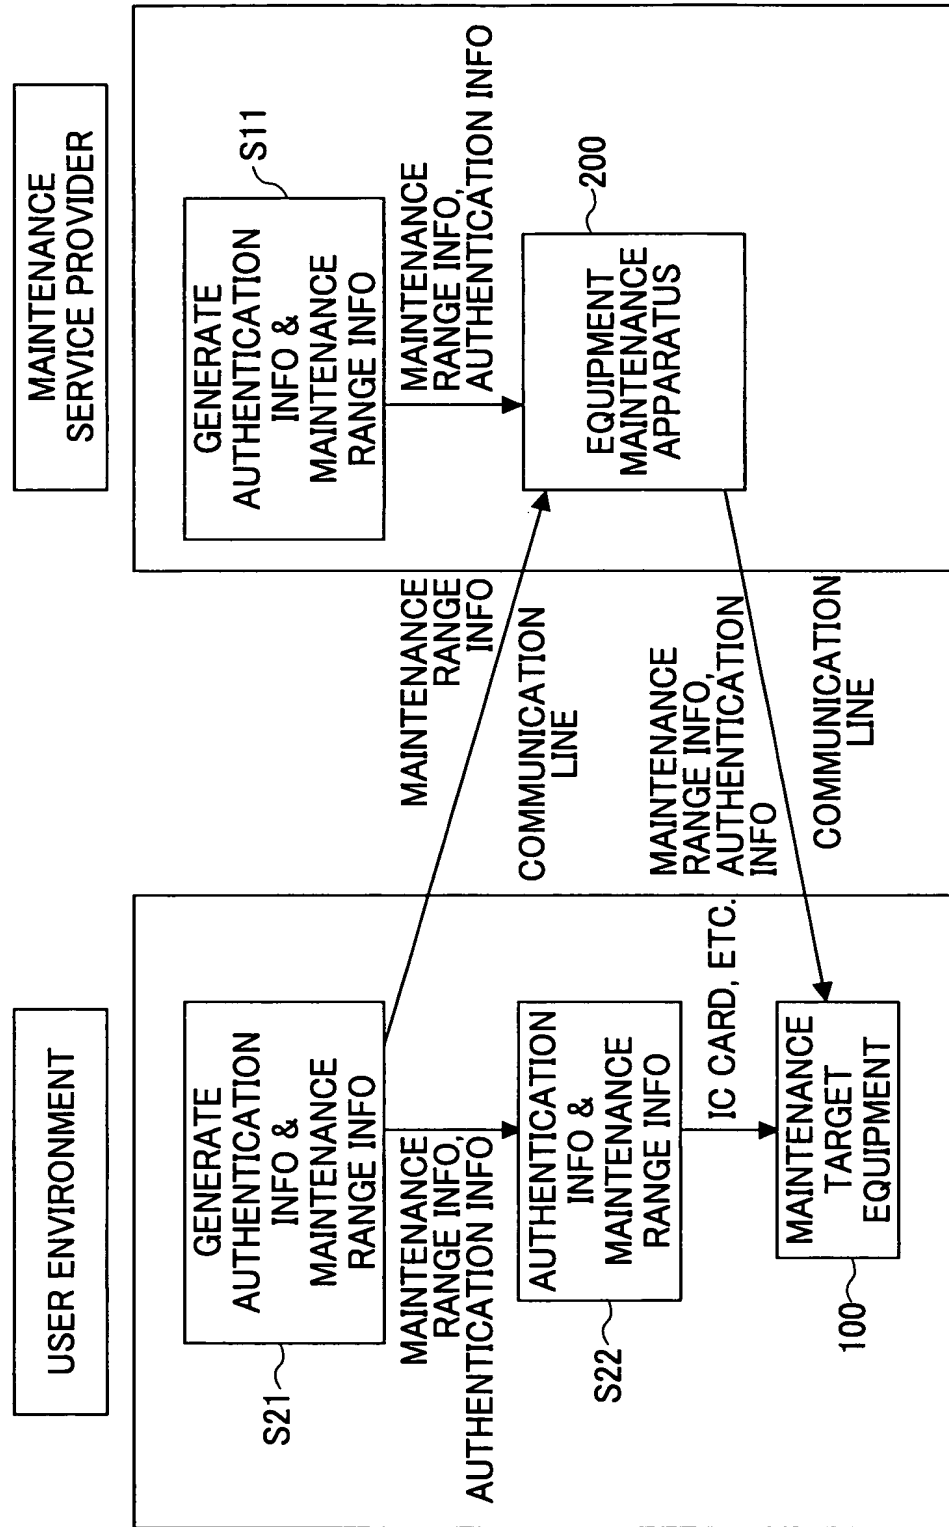 USER ENVIRONMENT
MAINTENANCE
SERVICE PROVIDER
GENERATE
AUTHENTICATION
INFO &
MAINTENANCE
RANGE INFO
S21
MAINTENANCE
RANGE INFO,
AUTHENTICATION INFO
AUTHENTICATION
INFO &
MAINTENANCE
RANGE INFO
S22
IC CARD, ETC.
MAINTENANCE
TARGET
EQUIPMENT
100
MAINTENANCE
RANGE
INFO
COMMUNICATION
LINE
MAINTENANCE
RANGE INFO,
AUTHENTICATION
INFO
COMMUNICATION
LINE
GENERATE
AUTHENTICATION
INFO &
MAINTENANCE
RANGE INFO
S11
MAINTENANCE
RANGE INFO,
AUTHENTICATION INFO
EQUIPMENT
MAINTENANCE
APPARATUS
200